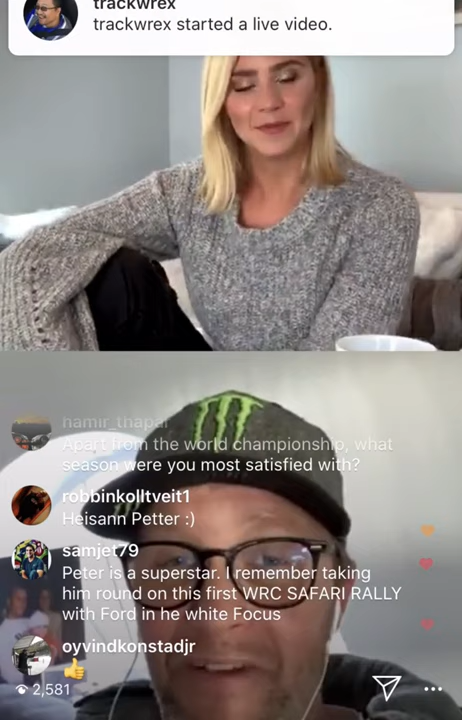 trackwrex
trackwrex started a live video.
hamir_thapar
Apart from the world championship, what
season were you most satisfied with?
robbinkolltveit1
Heisann Petter :)
samjet79
Peter is a superstar. I remember taking
him round on this first WRC SAFARI RALLY
with Ford in he white Focus
oyvindkonstadjr
👍
2,581